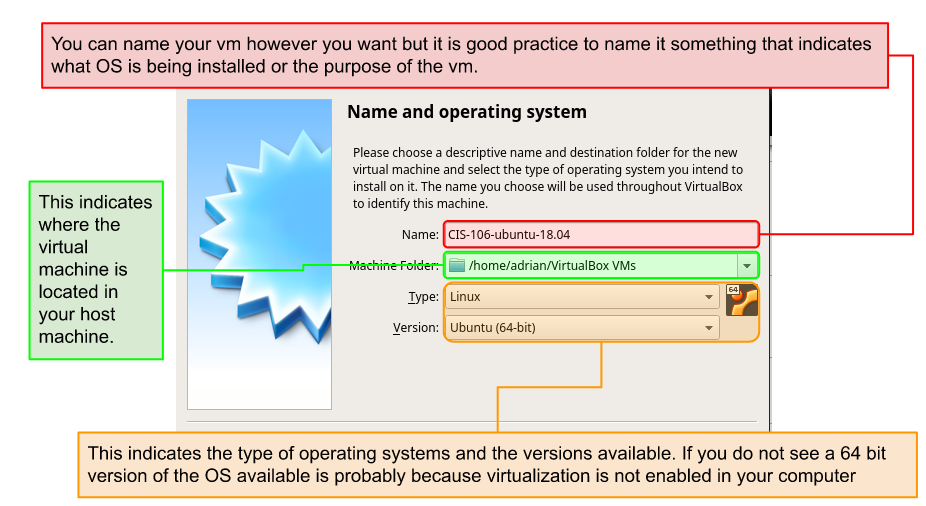 You can name your vm however you want but it is good practice to name it something that indicates
what OS is being installed or the purpose of the vm.
Name and operating system
Please choose a descriptive name and destination folder for the new
virtual machine and select the type of operating system you intend to
install on it. The name you choose will be used throughout VirtualBox
to identify this machine.
This indicates
where the
virtual
machine is
located in
your host
machine.
Name: CIS-106-ubuntu-18.04
Machine Folder: /home/adrian/VirtualBox VMs
Type: Linux
64
Version: Ubuntu (64-bit)
This indicates the type of operating systems and the versions available. If you do not see a 64 bit
version of the OS available is probably because virtualization is not enabled in your computer